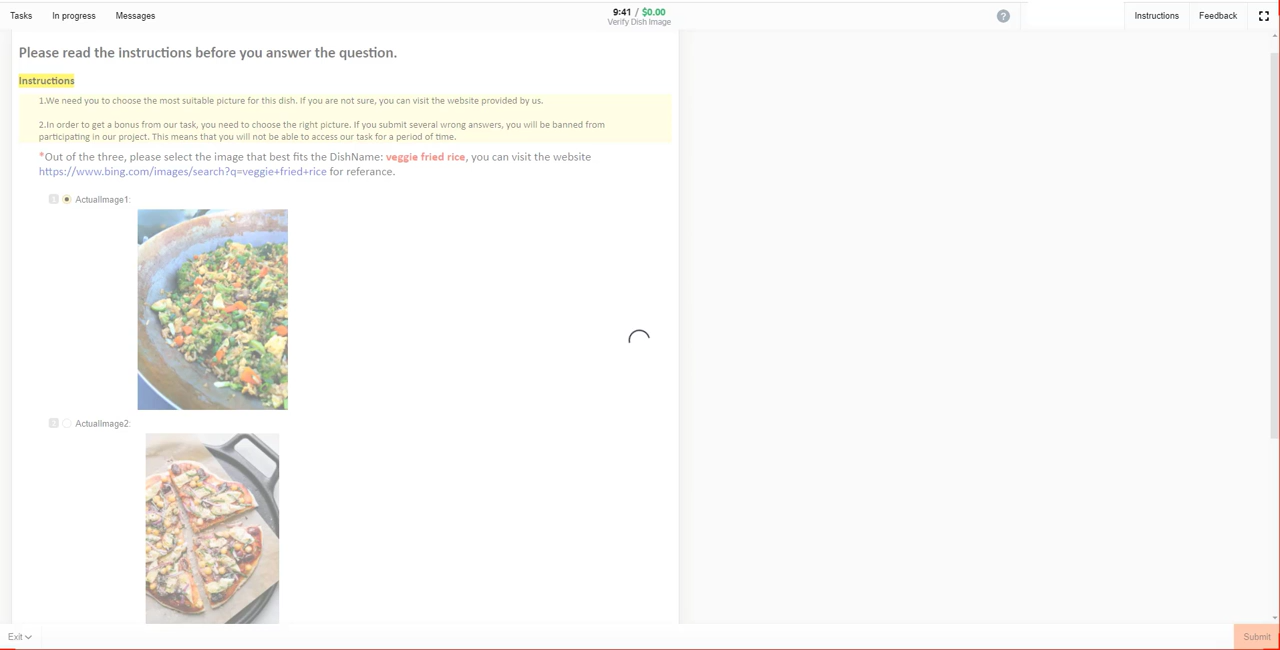 Tasks In progress Messages 9:41 / $0.00 Instructions Feedback
Verify Dish Image
Please read the instructions before you answer the question.
Instructions
1.We need you to choose the most suitable picture for this dish. If you are not sure, you can visit the website provided by us.
2.In order to get a bonus from our task, you need to choose the right picture. If you submit several wrong answers, you will be banned from
participating in our project. This means that you will not be able to access our task for a period of time.
*Out of the three, please select the image that best fits the DishName: veggie fried rice, you can visit the website
https://www.bing.com/images/search?q=veggie+fried+rice for referance.
1 ActualImage1:
2 ActualImage2:
Exit Submit